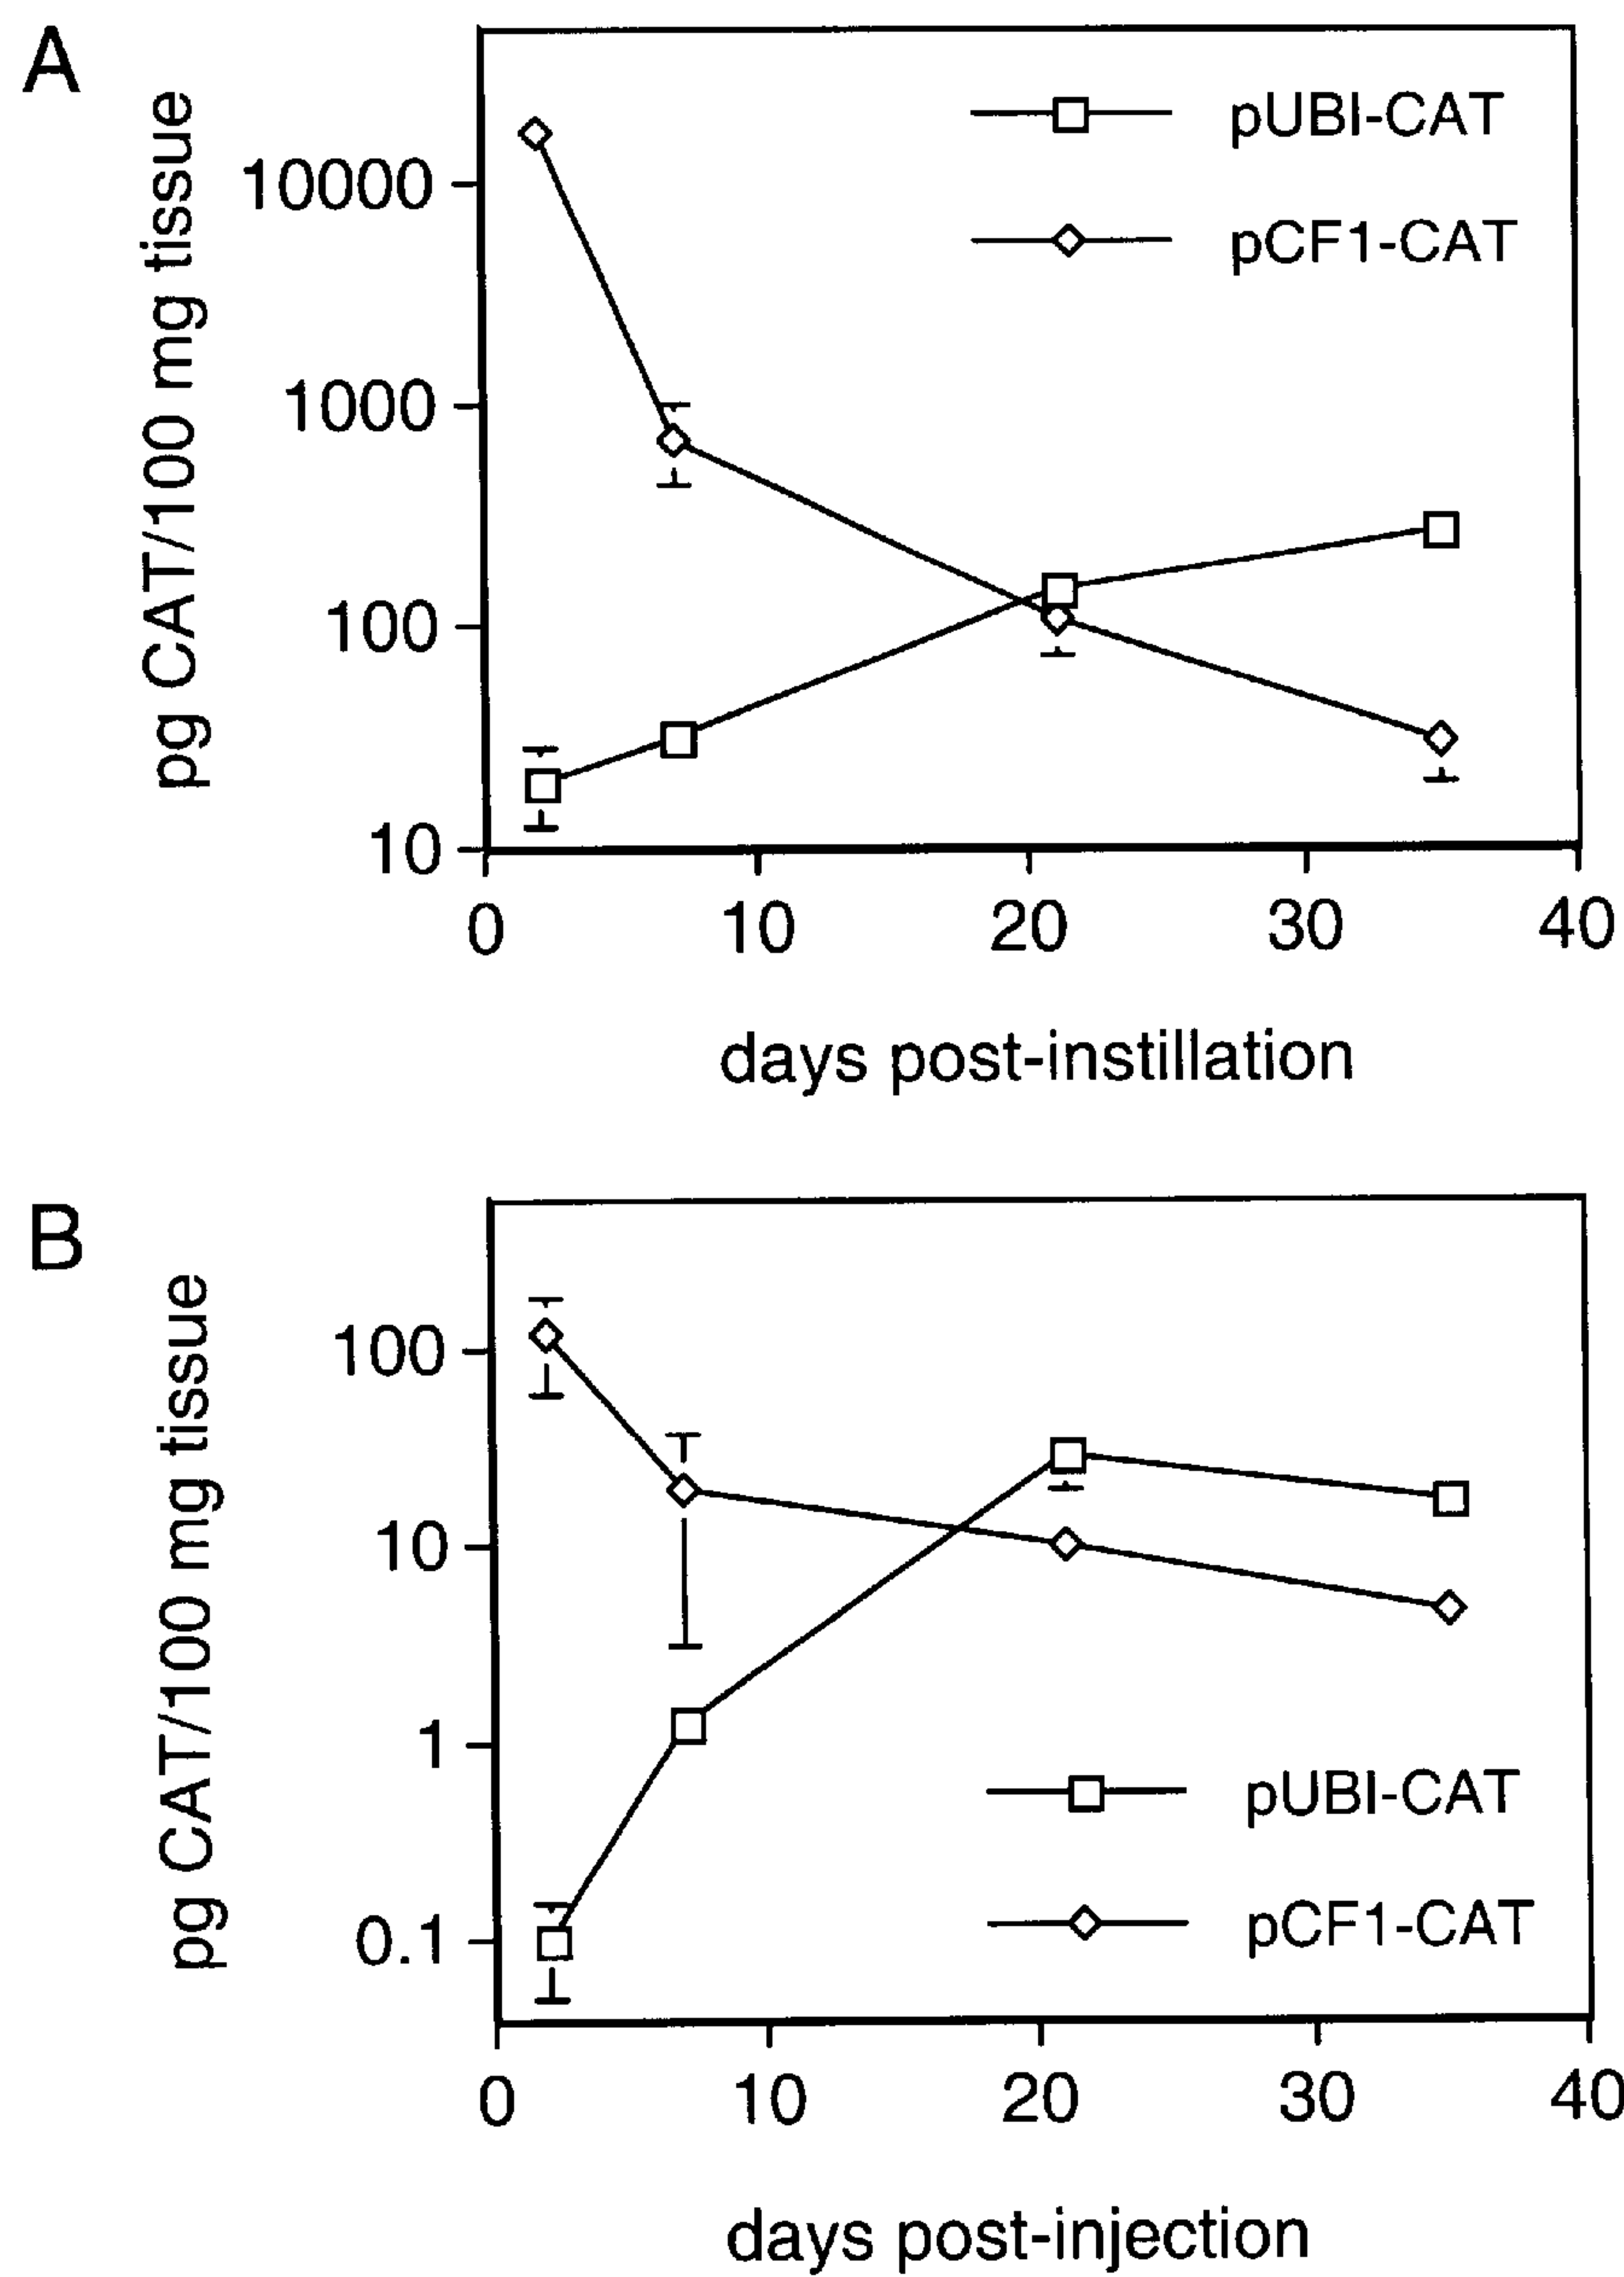 A
pg CAT/100 mg tissue
pUBI-CAT
pCF1-CAT
10000
1000
100
10
0 10 20 30 40
days post-instillation
B
pg CAT/100 mg tissue
100
10
1
0.1
pUBI-CAT
pCF1-CAT
0 10 20 30 40
days post-injection